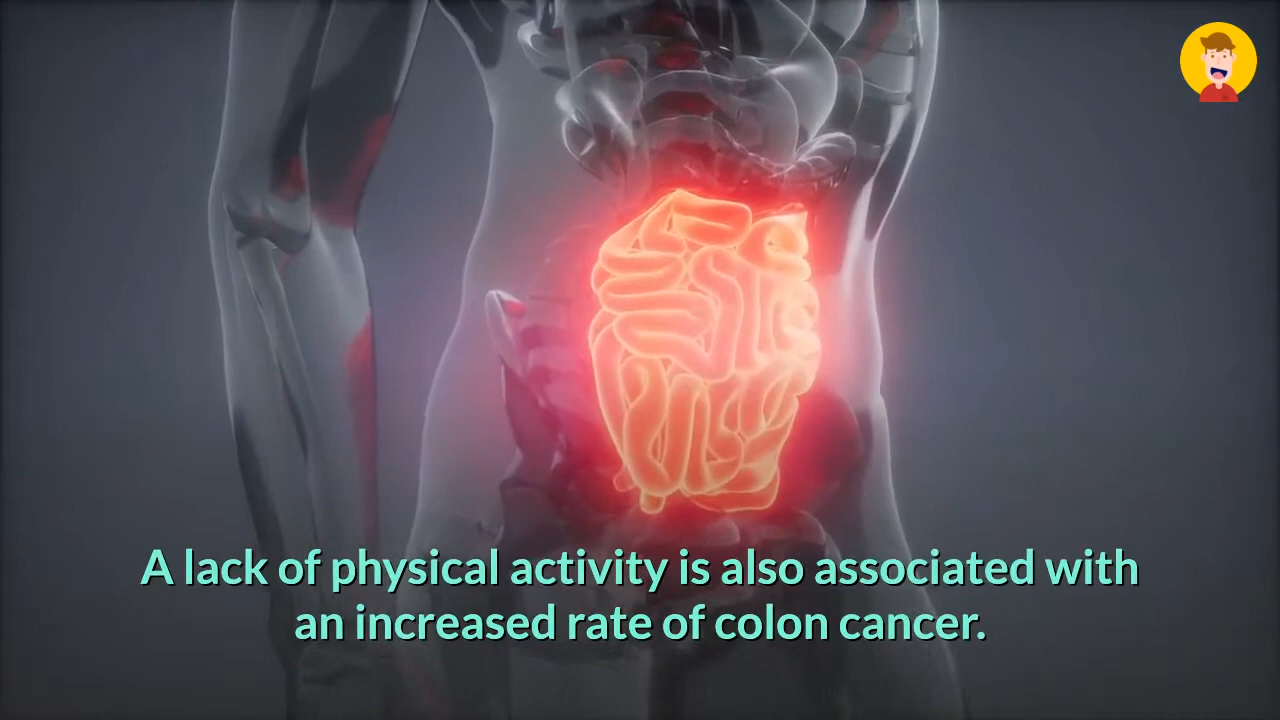 A lack of physical activity is also associated with
an increased rate of colon cancer.